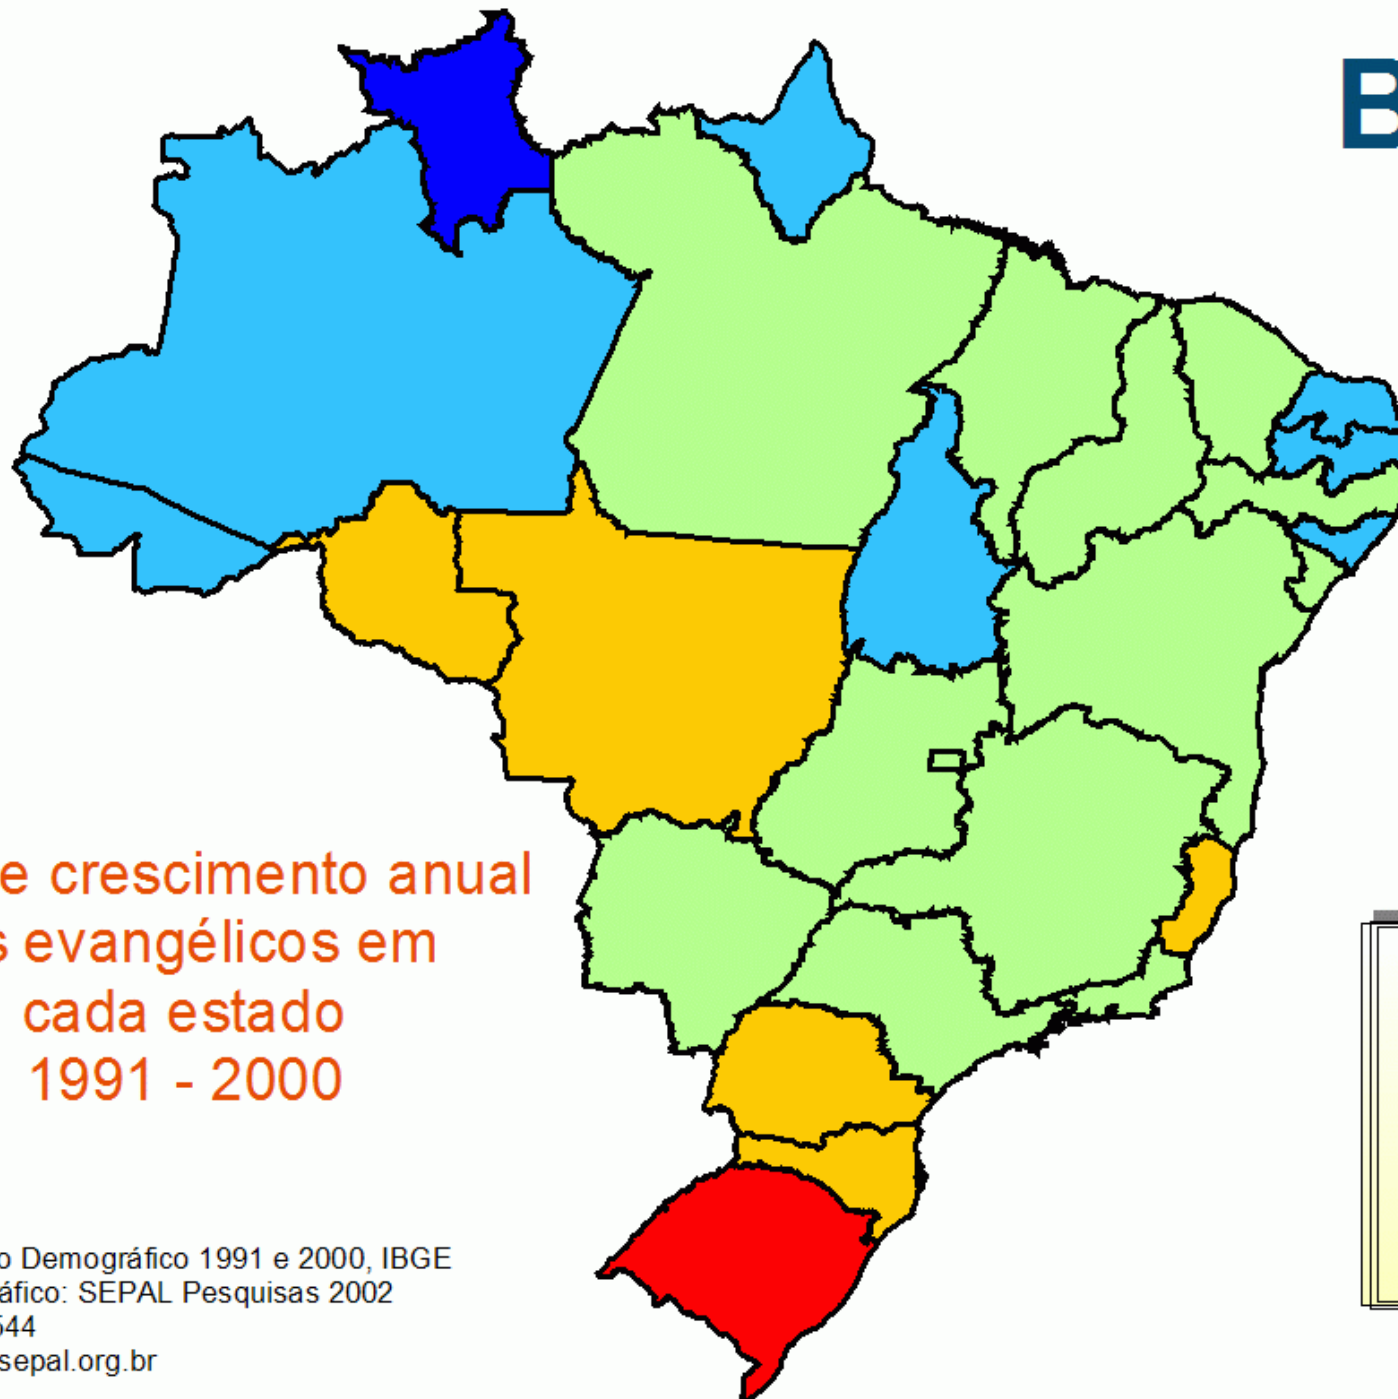 B
e crescimento anual
s evangélicos em
cada estado
1991 - 2000
o Demográfico 1991 e 2000, IBGE
áfico: SEPAL Pesquisas 2002
544
sepal.org.br